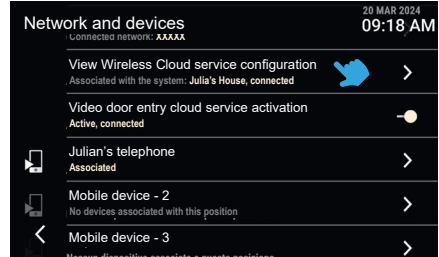 20 MAR 2024
Network and devices
09:18 AM
Connected network: XXXXX
View Wireless Cloud service configuration
Associated with the system: Julia's House, connected
Video door entry cloud service activation
Active, connected
Julian's telephone
Associated
Mobile device - 2
No devices associated with this position
Mobile device - 3
Nessun dispositivo associato a questa posizione